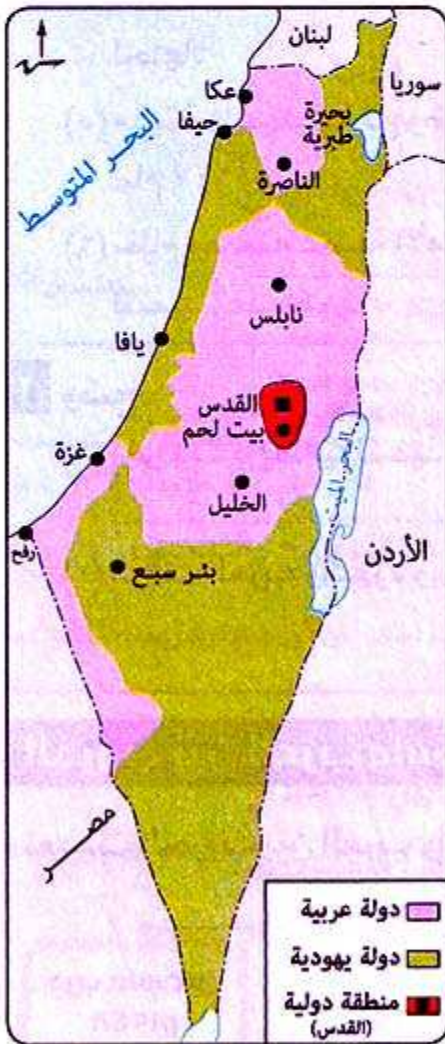 لبنان
سوريا
عكا
حيفا
بحيرة
طبرية
الناصرة
البحر المتوسط
نابلس
يافا
القدس
بيت لحم
غزة
الخليل
البحر الميت
رفح
الأردن
بئر سبع
مصر
دولة عربية
دولة يهودية
منطقة دولية
(القدس)